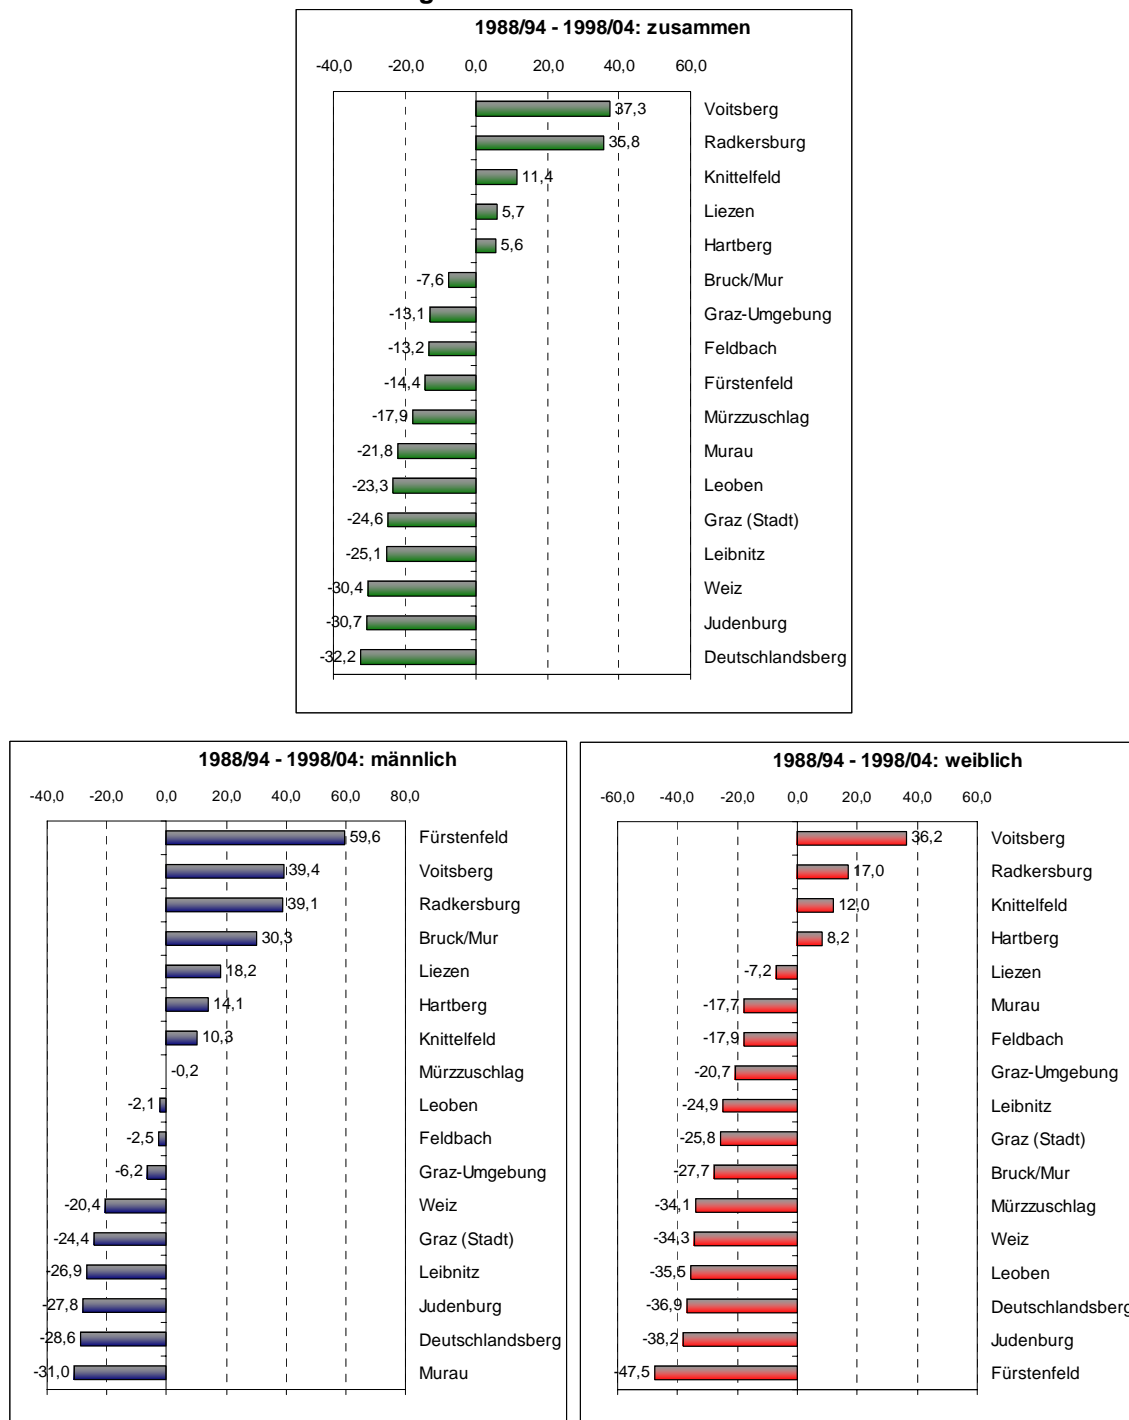 1988/94 - 1998/04: zusammen
-40,0 -20,0 0,0 20,0 40,0 60,0
37,3 Voitsberg
35,8 Radkersburg
11,4 Knittelfeld
5,7 Liezen
5,6 Hartberg
-7,6 Bruck/Mur
-13,1 Graz-Umgebung
-13,2 Feldbach
-14,4 Fürstenfeld
-17,9 Mürzzuschlag
-21,8 Murau
-23,3 Leoben
-24,6 Graz (Stadt)
-25,1 Leibnitz
-30,4 Weiz
-30,7 Judenburg
-32,2 Deutschlandsberg
1988/94 - 1998/04: männlich
-40,0 -20,0 0,0 20,0 40,0 60,0 80,0
59,6 Fürstenfeld
39,4 Voitsberg
39,1 Radkersburg
30,3 Bruck/Mur
18,2 Liezen
14,1 Hartberg
10,3 Knittelfeld
-0,2 Mürzzuschlag
-2,1 Leoben
-2,5 Feldbach
-6,2 Graz-Umgebung
-20,4 Weiz
-24,4 Graz (Stadt)
-26,9 Leibnitz
-27,8 Judenburg
-28,6 Deutschlandsberg
-31,0 Murau
1988/94 - 1998/04: weiblich
-60,0 -40,0 -20,0 0,0 20,0 40,0 60,0
36,2 Voitsberg
17,0 Radkersburg
12,0 Knittelfeld
8,2 Hartberg
-7,2 Liezen
-17,7 Murau
-17,9 Feldbach
-20,7 Graz-Umgebung
-24,9 Leibnitz
-25,8 Graz (Stadt)
-27,7 Bruck/Mur
-34,1 Mürzzuschlag
-34,3 Weiz
-35,5 Leoben
-36,9 Deutschlandsberg
-38,2 Judenburg
-47,5 Fürstenfeld